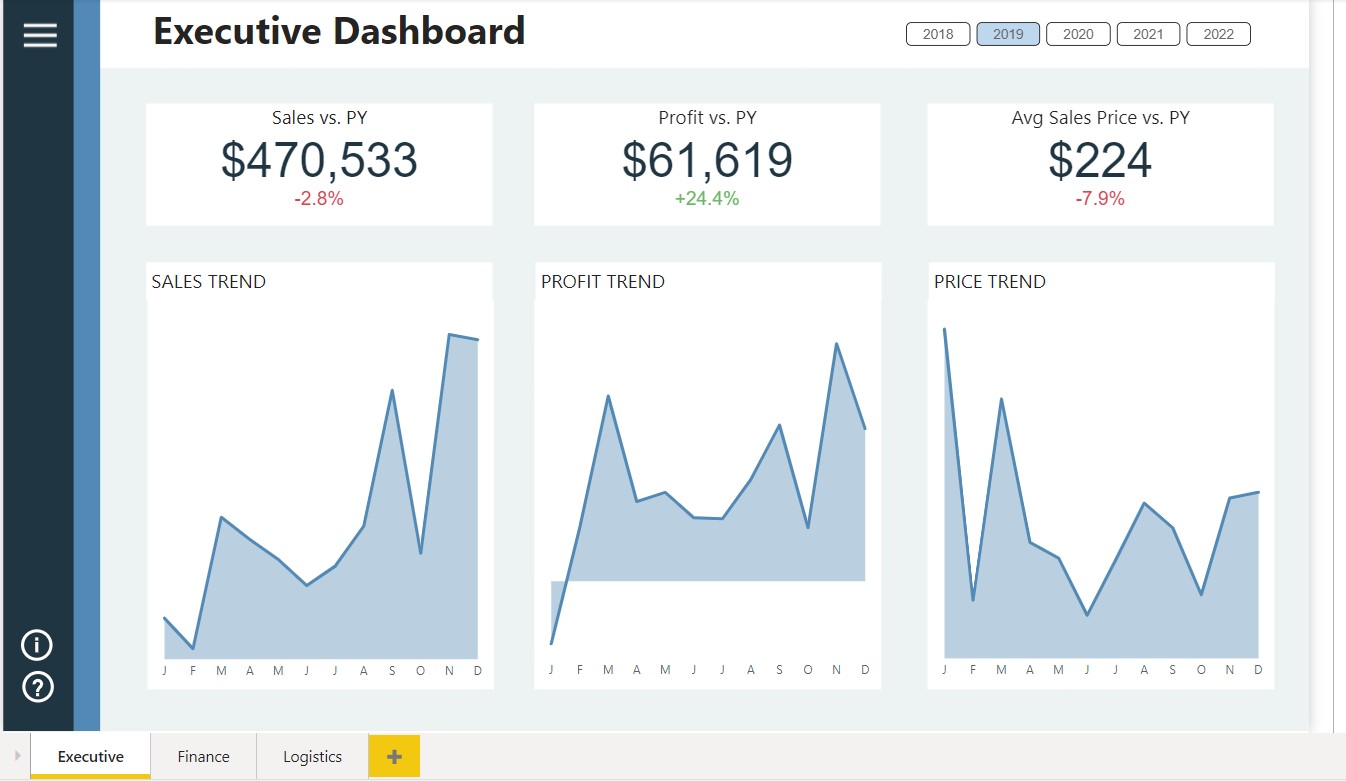 Executive Dashboard
2018 2019 2020 2021 2022
Sales vs. PY
$470,533
-2.8%
Profit vs. PY
$61,619
+24.4%
Avg Sales Price vs. PY
$224
-7.9%
SALES TREND
J F M A M J J A S O N D
PROFIT TREND
J F M A M J J A S O N D
PRICE TREND
J F M A M J J A S O N D
i
?
Executive Finance Logistics +